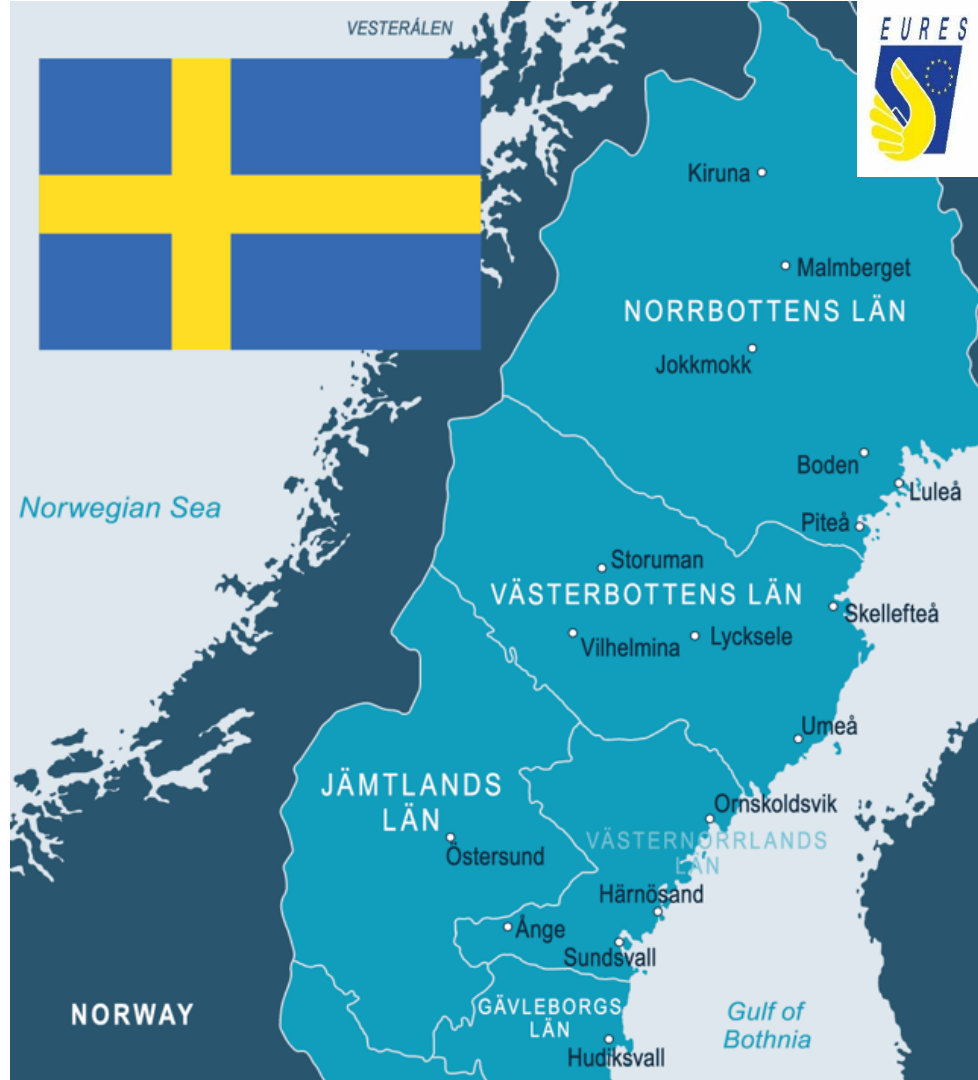 VESTERÅLEN
EURES
Kiruna
Malmberget
NORRBOTTENS LÄN
Jokkmokk
Boden
Luleå
Piteå
Norwegian Sea
Storuman
VÄSTERBOTTENS LÄN
Skellefteå
Vilhelmina
Lycksele
Umeå
JÄMTLANDS
LÄN
Ornskoldsvik
VÄSTERNORRLANDS
LÄN
Östersund
Härnösand
Ånge
Sundsvall
NORWAY
GÄVLEBORGS
LÄN
Gulf of
Bothnia
Hudiksvall